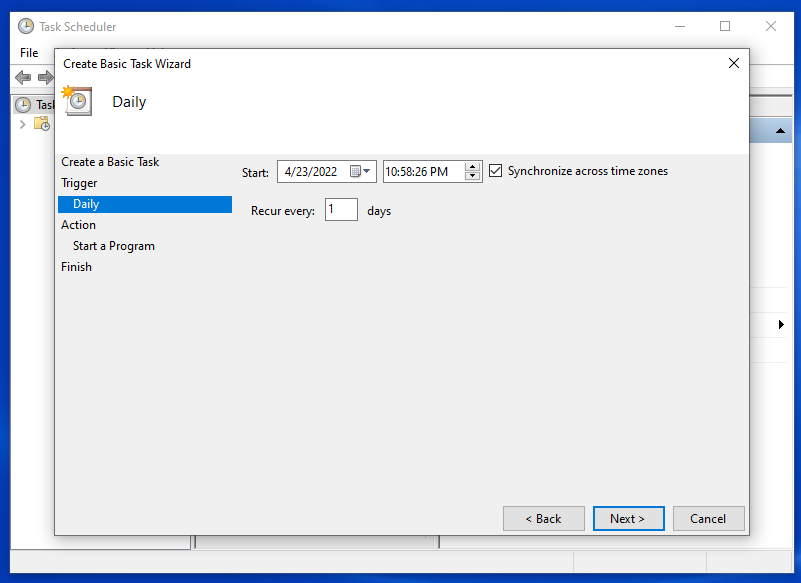 Task Scheduler
File
Create Basic Task Wizard
Daily
Create a Basic Task
Trigger
Daily
Action
Start a Program
Finish
Start: 4/23/2022 10:58:26 PM Synchronize across time zones
Recur every: 1 days
< Back Next > Cancel